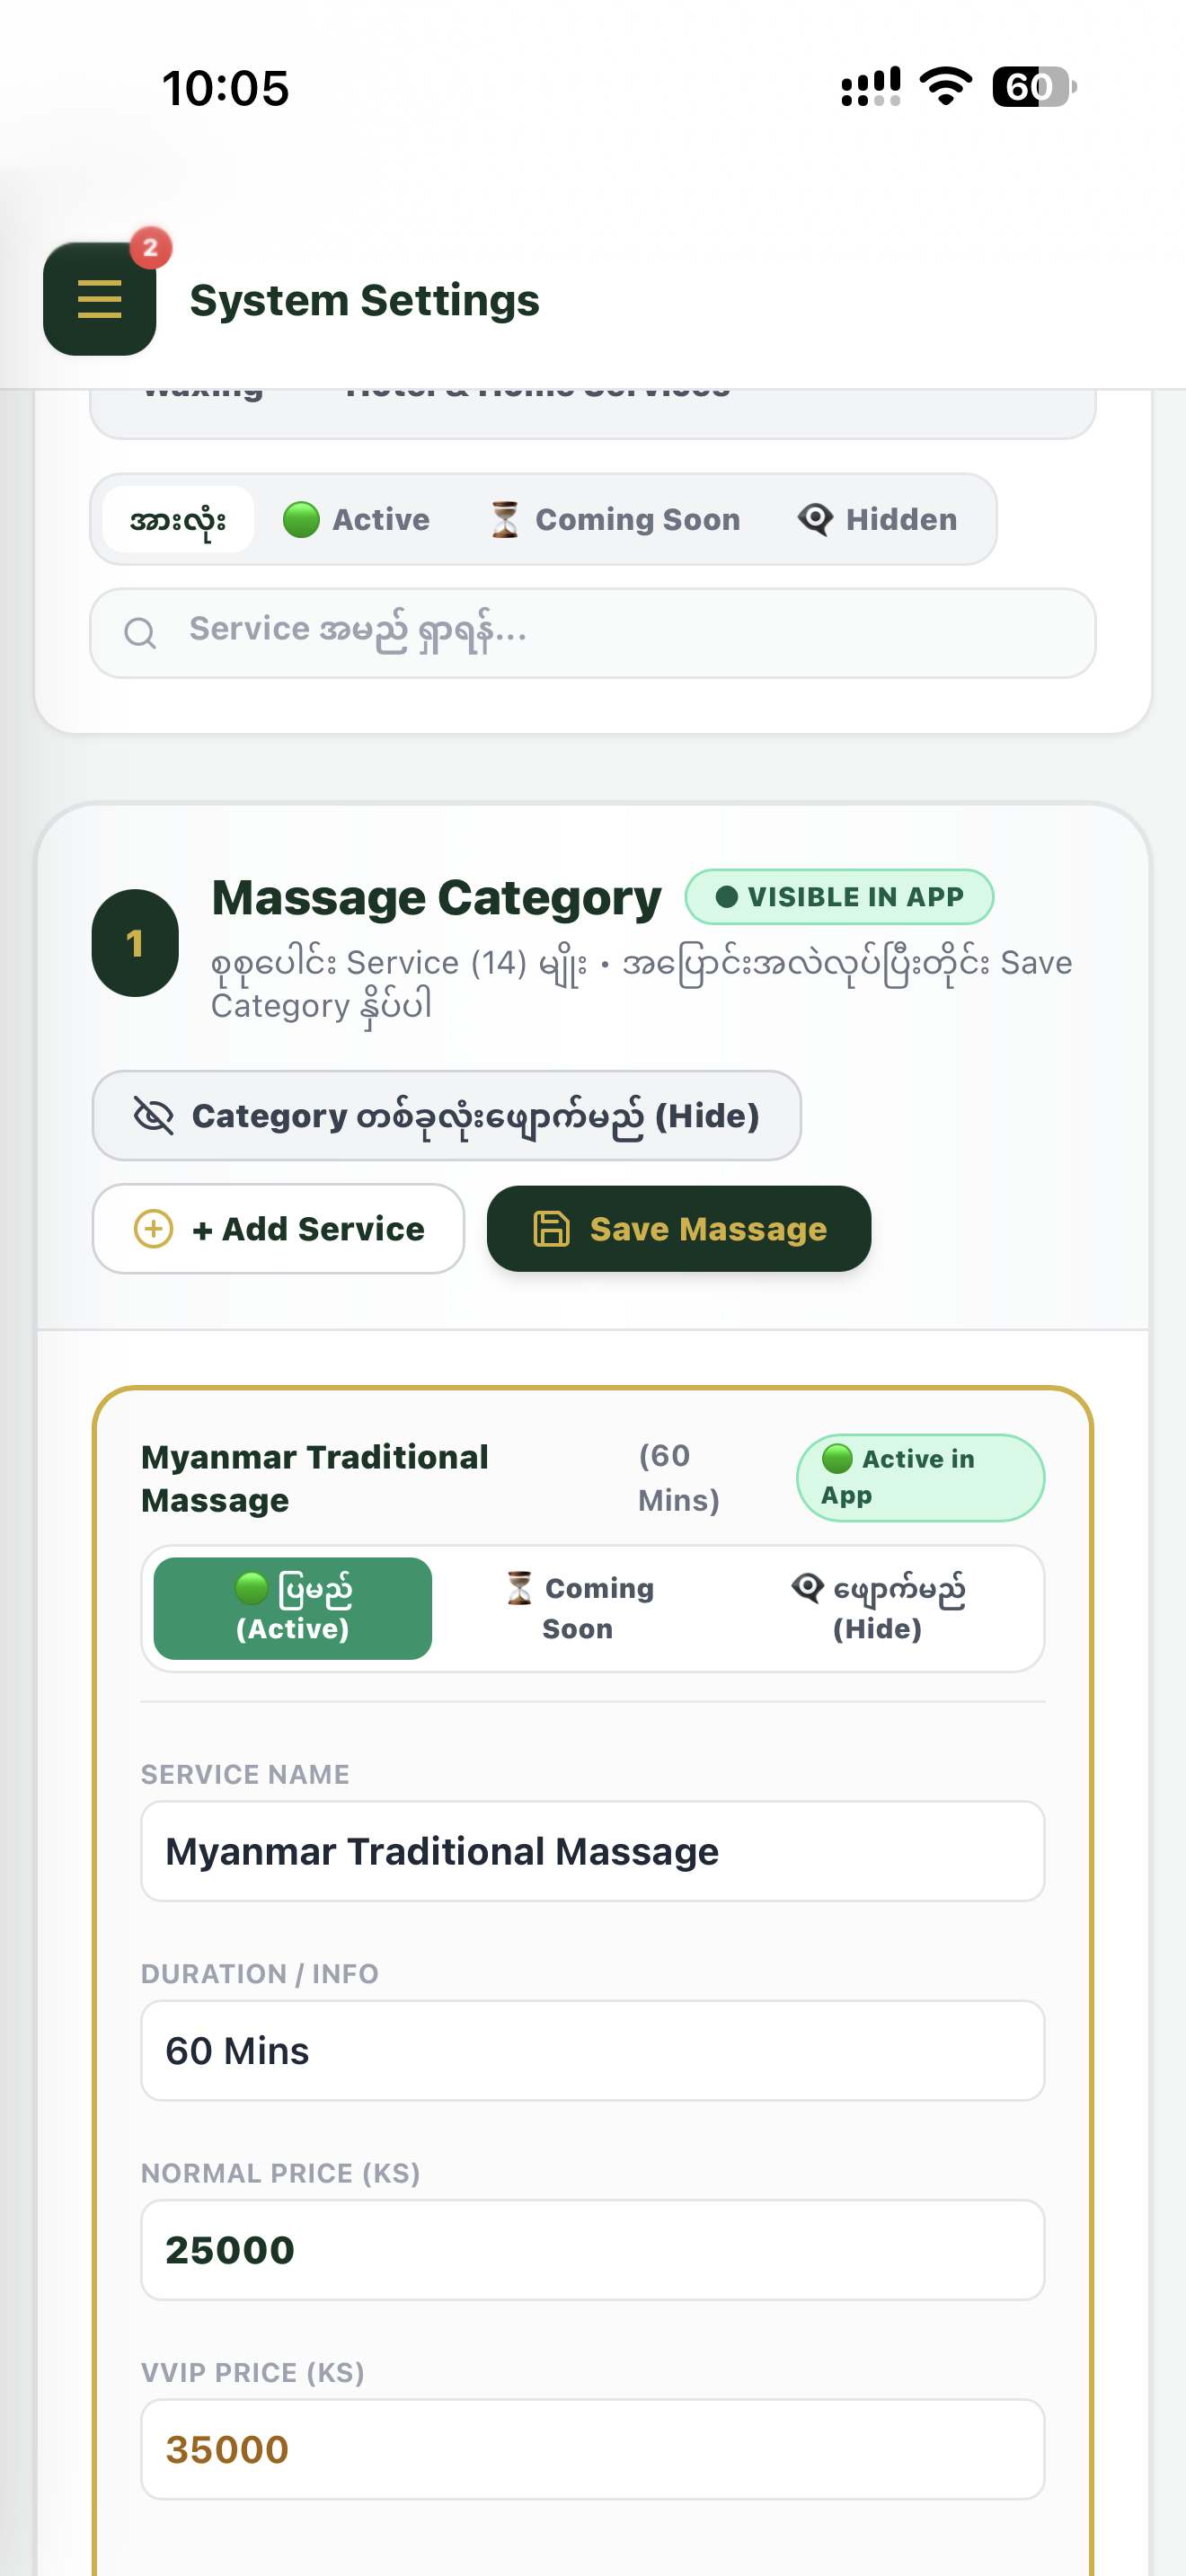 10:05
60
2
System Settings
Waxing Hotel & Home Services
အားလုံး Active Coming Soon Hidden
Service အမည် ရှာရန်...
1
Massage Category VISIBLE IN APP
စုစုပေါင်း Service (14) မျိုး • အပြောင်းအလဲလုပ်ပြီးတိုင်း Save
Category နှိပ်ပါ
Category တစ်ခုလုံးဖျောက်မည် (Hide)
+ Add Service Save Massage
Myanmar Traditional
Massage
(60
Mins)
Active in
App
ပြမည်
(Active)
Coming
Soon
ဖျောက်မည်
(Hide)
SERVICE NAME
Myanmar Traditional Massage
DURATION / INFO
60 Mins
NORMAL PRICE (KS)
25000
VVIP PRICE (KS)
35000